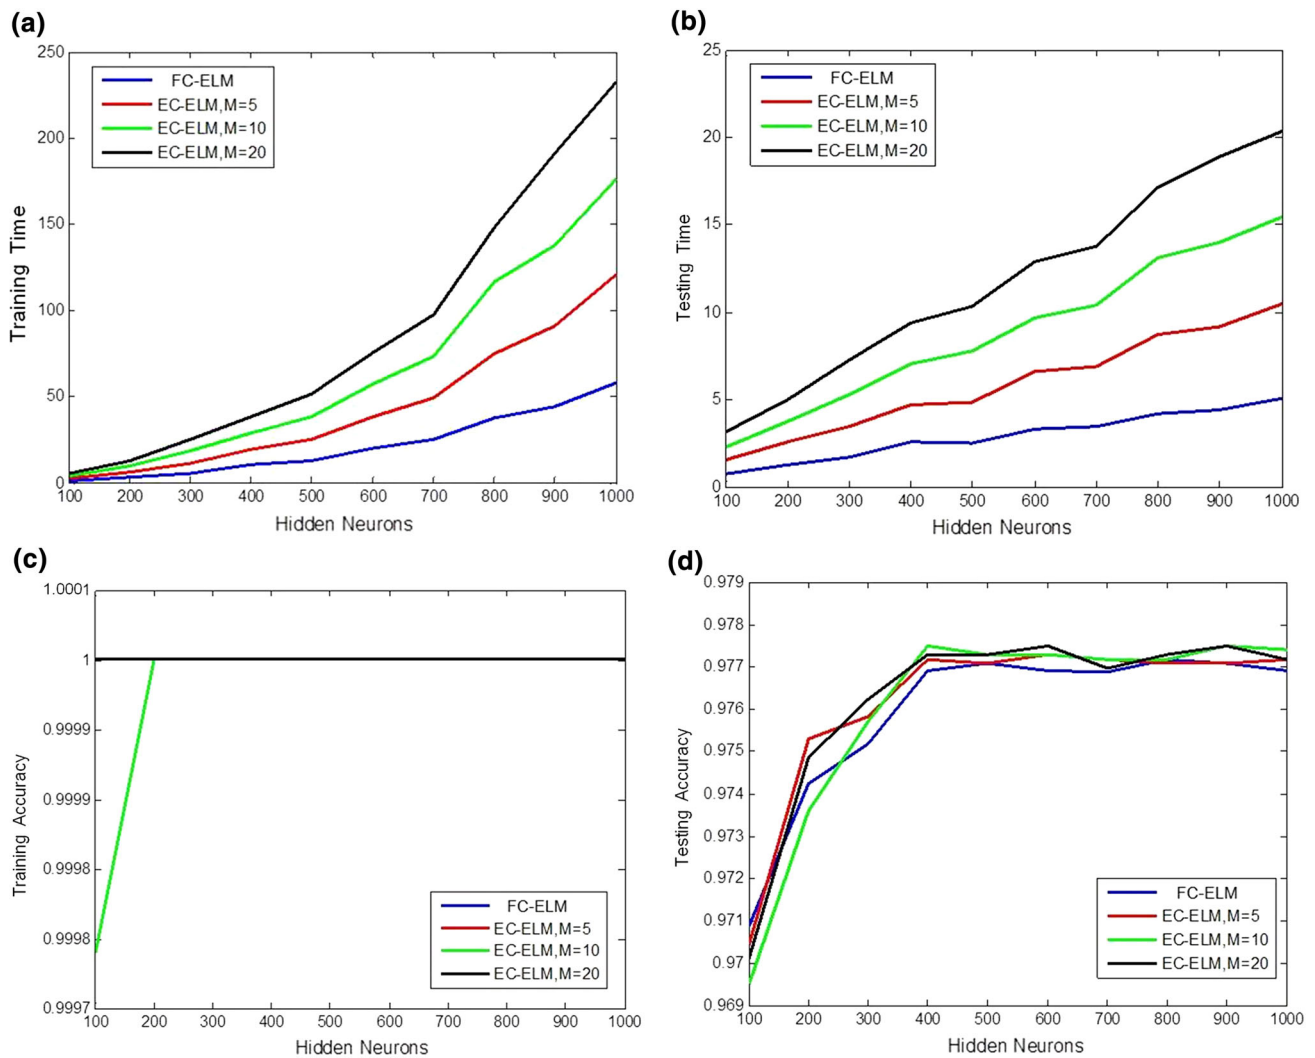 (a)
250
200
150
100
50
0
Training Time
FC-ELM
EC-ELM,M=5
EC-ELM,M=10
EC-ELM,M=20
100 200 300 400 500 600 700 800 900 1000
Hidden Neurons
(b)
25
20
15
10
5
0
Testing Time
FC-ELM
EC-ELM,M=5
EC-ELM,M=10
EC-ELM,M=20
100 200 300 400 500 600 700 800 900 1000
Hidden Neurons
(c)
1.0001
1
0.9999
0.9999
0.9998
0.9998
0.9997
Training Accuracy
FC-ELM
EC-ELM,M=5
EC-ELM,M=10
EC-ELM,M=20
100 200 300 400 500 600 700 800 900 1000
Hidden Neurons
(d)
0.979
0.978
0.977
0.976
0.975
0.974
0.973
0.972
0.971
0.97
0.969
Testing Accuracy
FC-ELM
EC-ELM,M=5
EC-ELM,M=10
EC-ELM,M=20
100 200 300 400 500 600 700 800 900 1000
Hidden Neurons